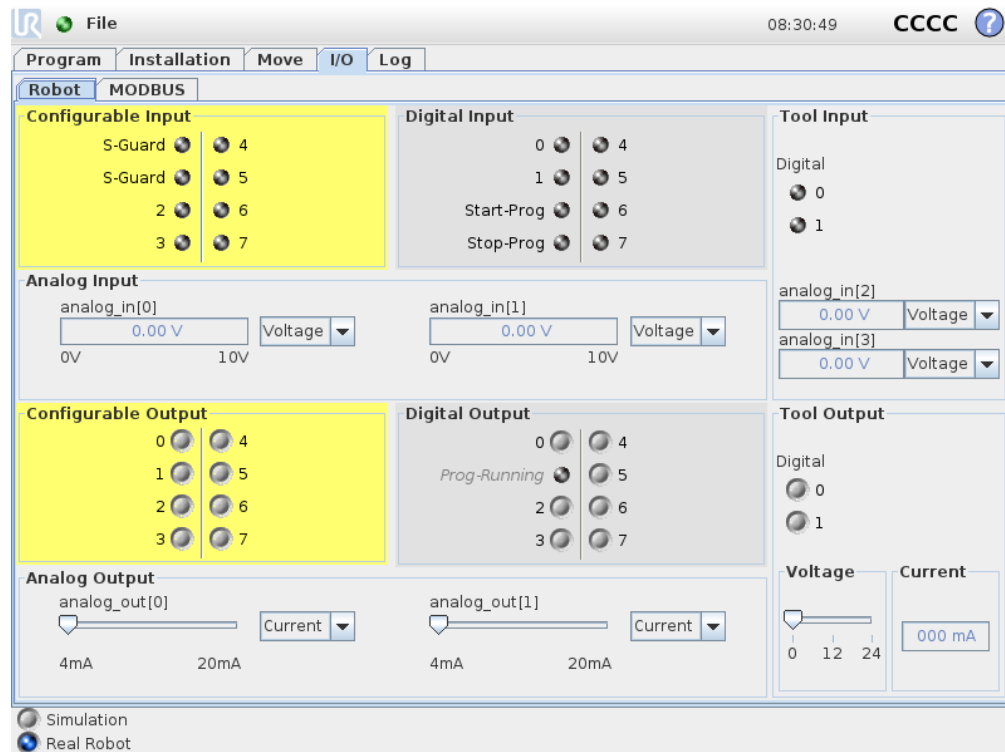 UR File 08:30:49 CCCC ?
Program Installation Move I/O Log
Robot MODBUS
Configurable Input
S-Guard 4
S-Guard 5
2 6
3 7
Digital Input
0 4
1 5
Start-Prog 6
Stop-Prog 7
Tool Input
Digital
0
1
analog_in[2]
0.00 V Voltage
analog_in[3]
0.00 V Voltage
Analog Input
analog_in[0]
0.00 V Voltage
0V 10V
analog_in[1]
0.00 V Voltage
0V 10V
Configurable Output
0 4
1 5
2 6
3 7
Digital Output
0 4
Prog-Running 5
2 6
3 7
Tool Output
Digital
0
1
Voltage
0 12 24
Current
000 mA
Analog Output
analog_out[0]
Current
4mA 20mA
analog_out[1]
Current
4mA 20mA
Simulation
Real Robot